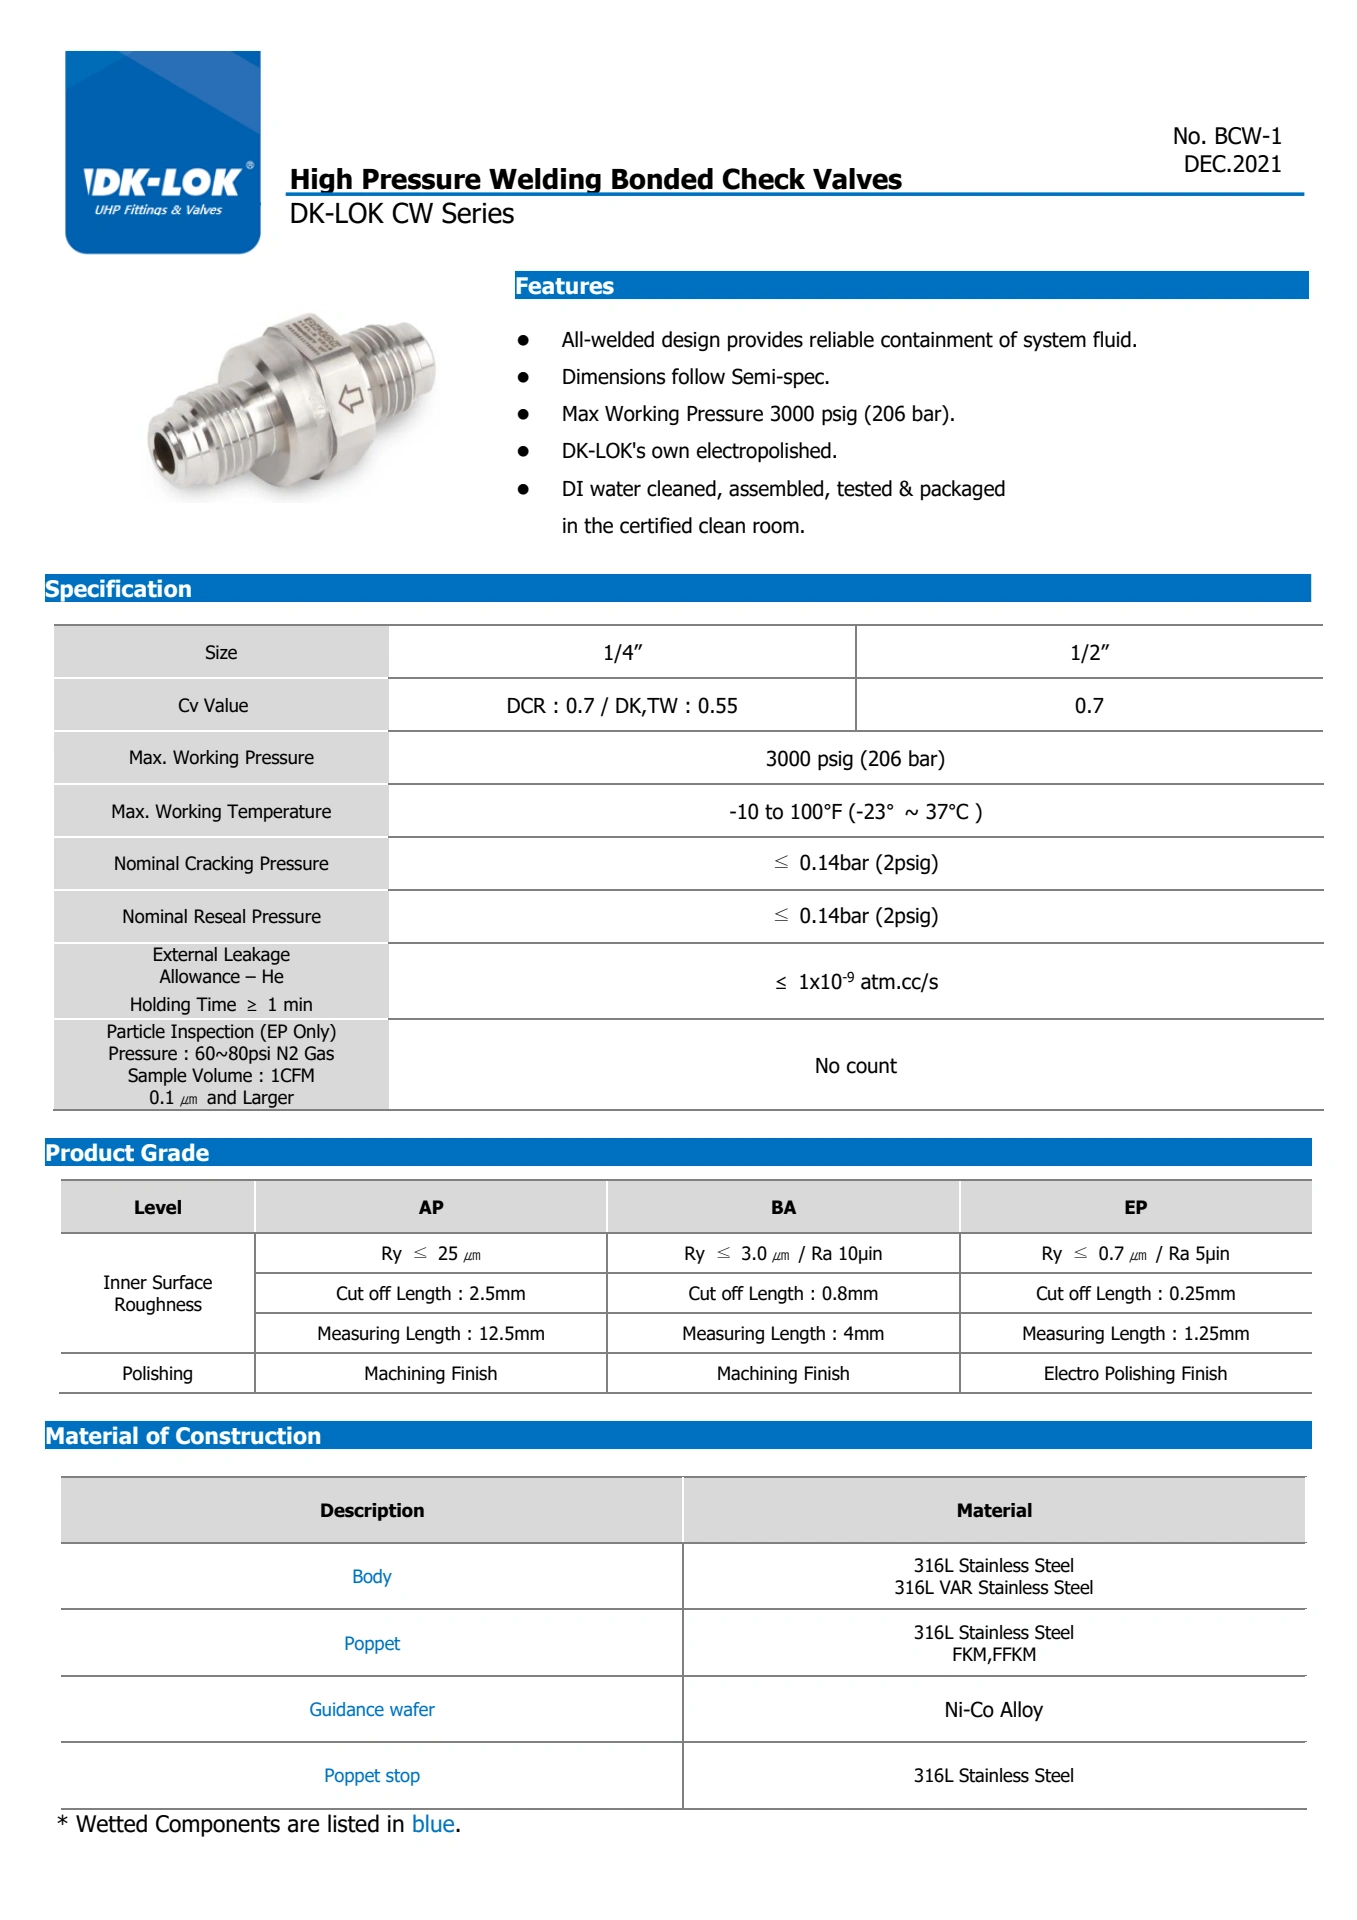 DK-LOK®
UHP Fittings & Valves
No. BCW-1
DEC.2021
High Pressure Welding Bonded Check Valves
DK-LOK CW Series
Features
● All-welded design provides reliable containment of system fluid.
● Dimensions follow Semi-spec.
● Max Working Pressure 3000 psig (206 bar).
● DK-LOK's own electropolished.
● DI water cleaned, assembled, tested & packaged
in the certified clean room.
Specification
Size 1/4” 1/2”
Cv Value DCR : 0.7 / DK,TW : 0.55 0.7
Max. Working Pressure 3000 psig (206 bar)
Max. Working Temperature -10 to 100°F (-23° ~ 37°C )
Nominal Cracking Pressure ≤ 0.14bar (2psig)
Nominal Reseal Pressure ≤ 0.14bar (2psig)
External Leakage
Allowance – He
Holding Time ≥ 1 min
≤ 1x10⁻⁹ atm.cc/s
Particle Inspection (EP Only)
Pressure : 60~80psi N2 Gas
Sample Volume : 1CFM
0.1 ㎛ and Larger
No count
Product Grade
Level AP BA EP
Inner Surface
Roughness
Ry ≤ 25 ㎛ Ry ≤ 3.0 ㎛ / Ra 10µin Ry ≤ 0.7 ㎛ / Ra 5µin
Cut off Length : 2.5mm Cut off Length : 0.8mm Cut off Length : 0.25mm
Measuring Length : 12.5mm Measuring Length : 4mm Measuring Length : 1.25mm
Polishing Machining Finish Machining Finish Electro Polishing Finish
Material of Construction
Description Material
Body
316L Stainless Steel
316L VAR Stainless Steel
Poppet
316L Stainless Steel
FKM,FFKM
Guidance wafer Ni-Co Alloy
Poppet stop 316L Stainless Steel
* Wetted Components are listed in blue.